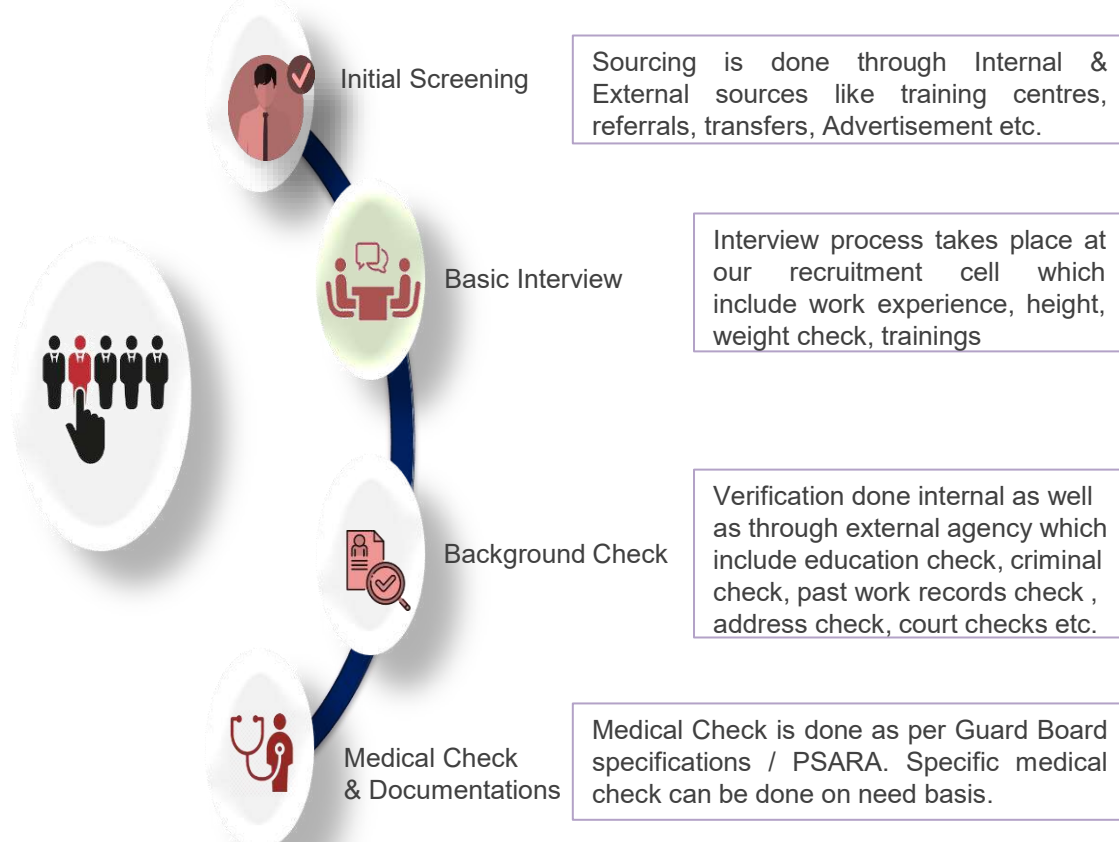 Initial Screening
Sourcing is done through Internal &
External sources like training centres,
referrals, transfers, Advertisement etc.
Basic Interview
Interview process takes place at
our recruitment cell which
include work experience, height,
weight check, trainings
Background Check
Verification done internal as well
as through external agency which
include education check, criminal
check, past work records check ,
address check, court checks etc.
Medical Check
& Documentations
Medical Check is done as per Guard Board
specifications / PSARA. Specific medical
check can be done on need basis.